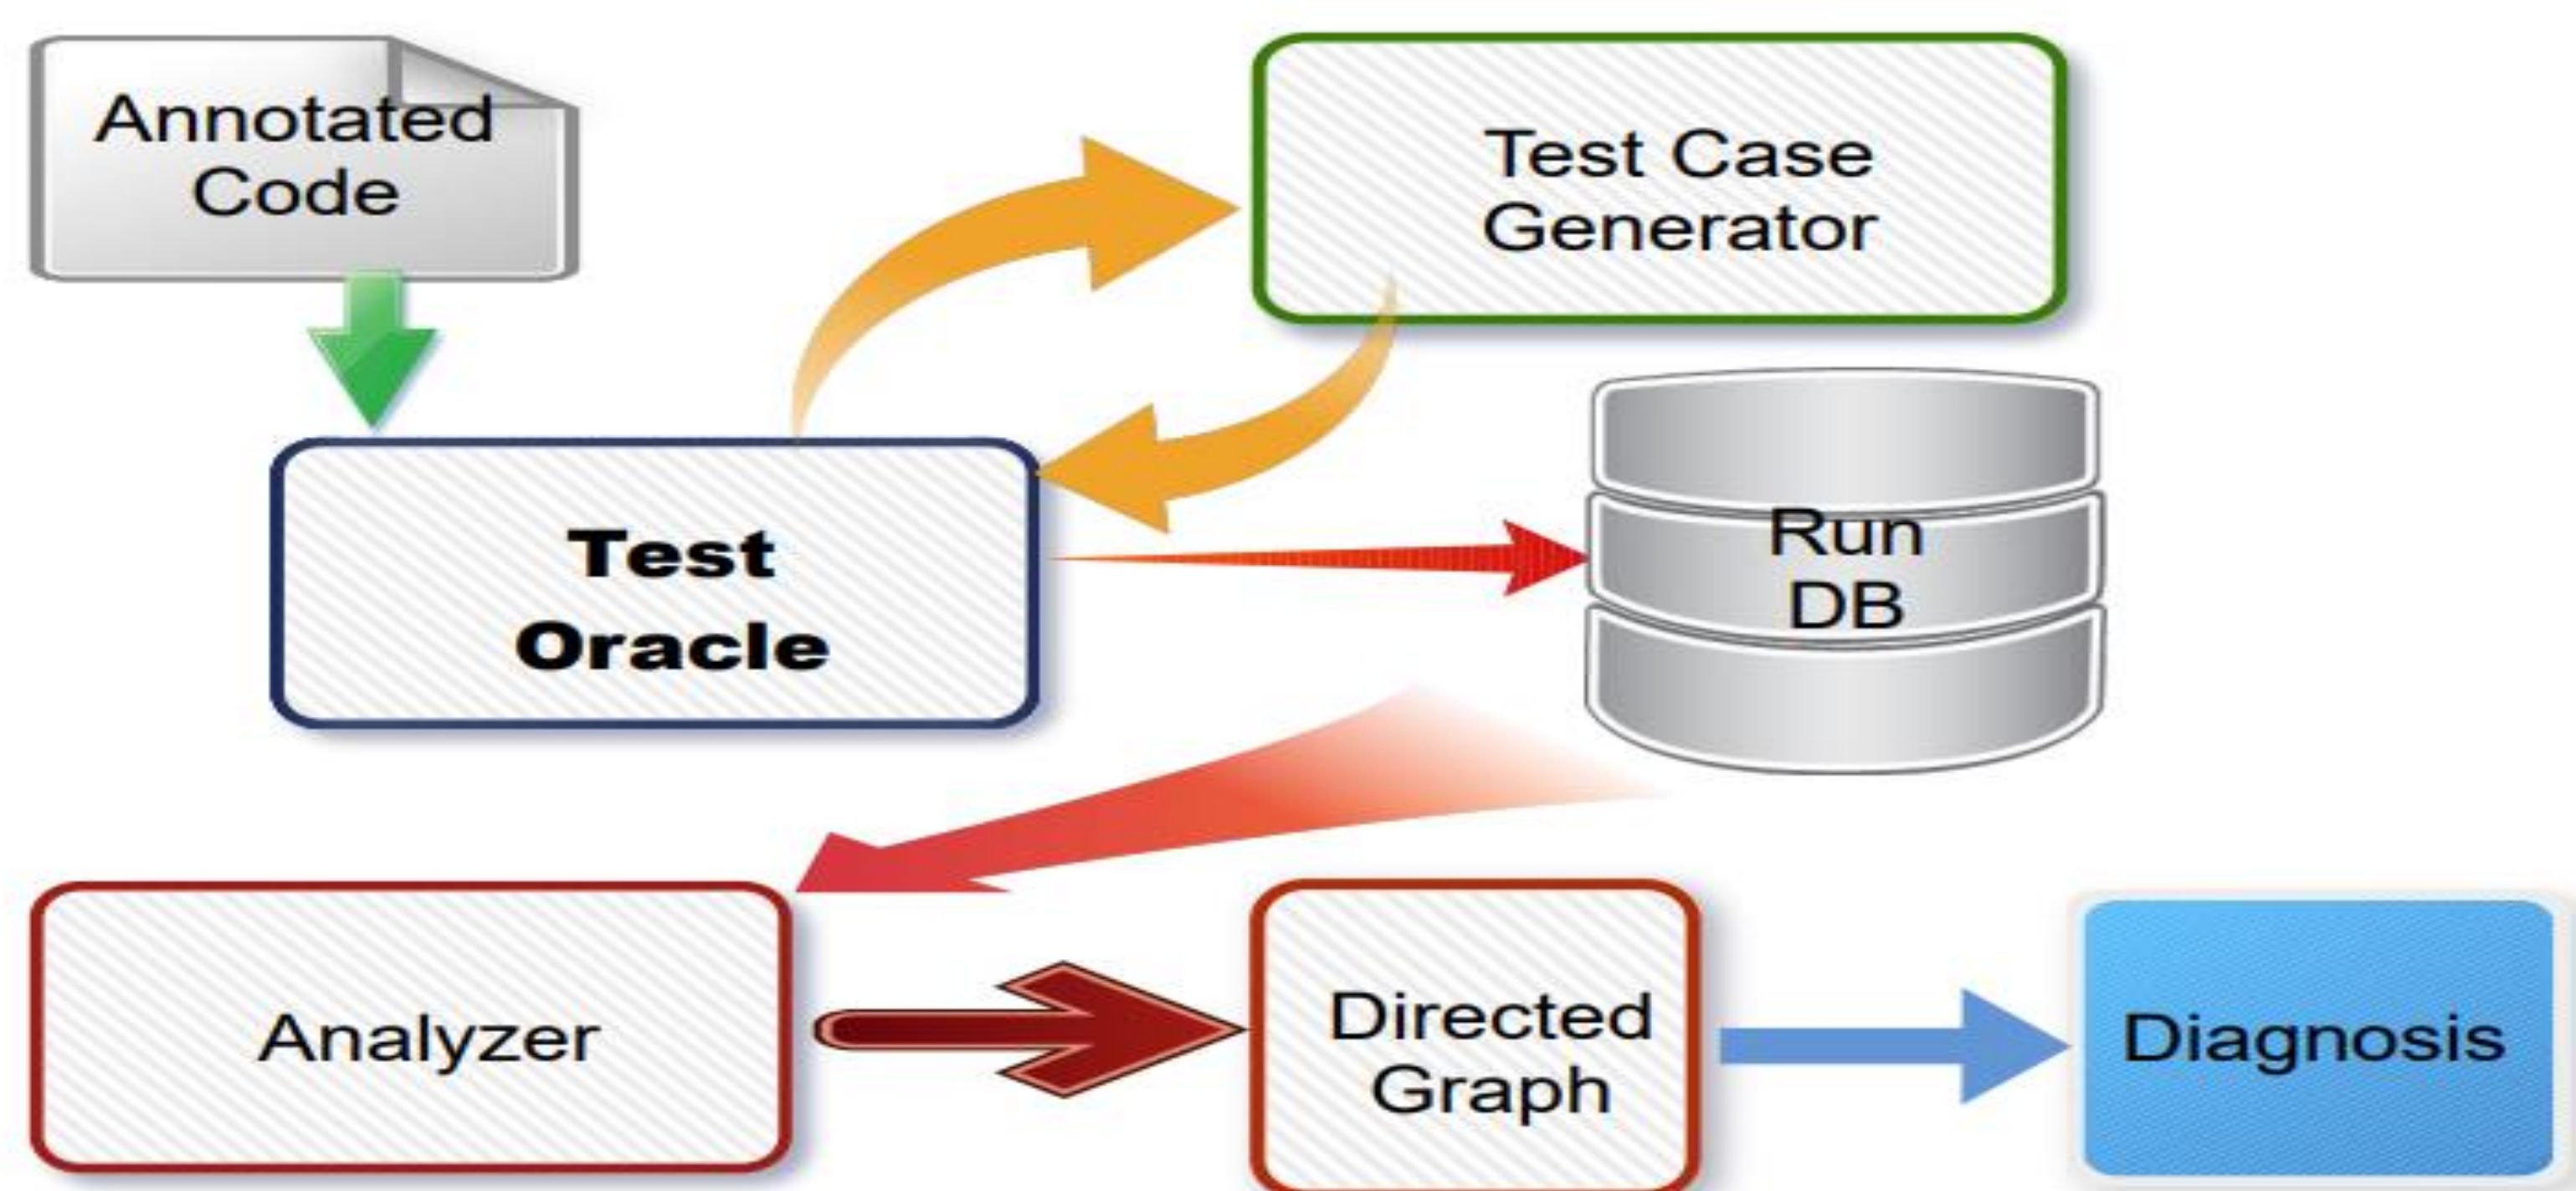 Annotated
Code
Test Case
Generator
Test
Oracle
Run
DB
Analyzer
Directed
Graph
Diagnosis